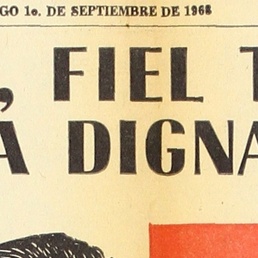 GO 1o. DE SEPTIEMBRE DE 1968
, FIEL T
A DIGNA